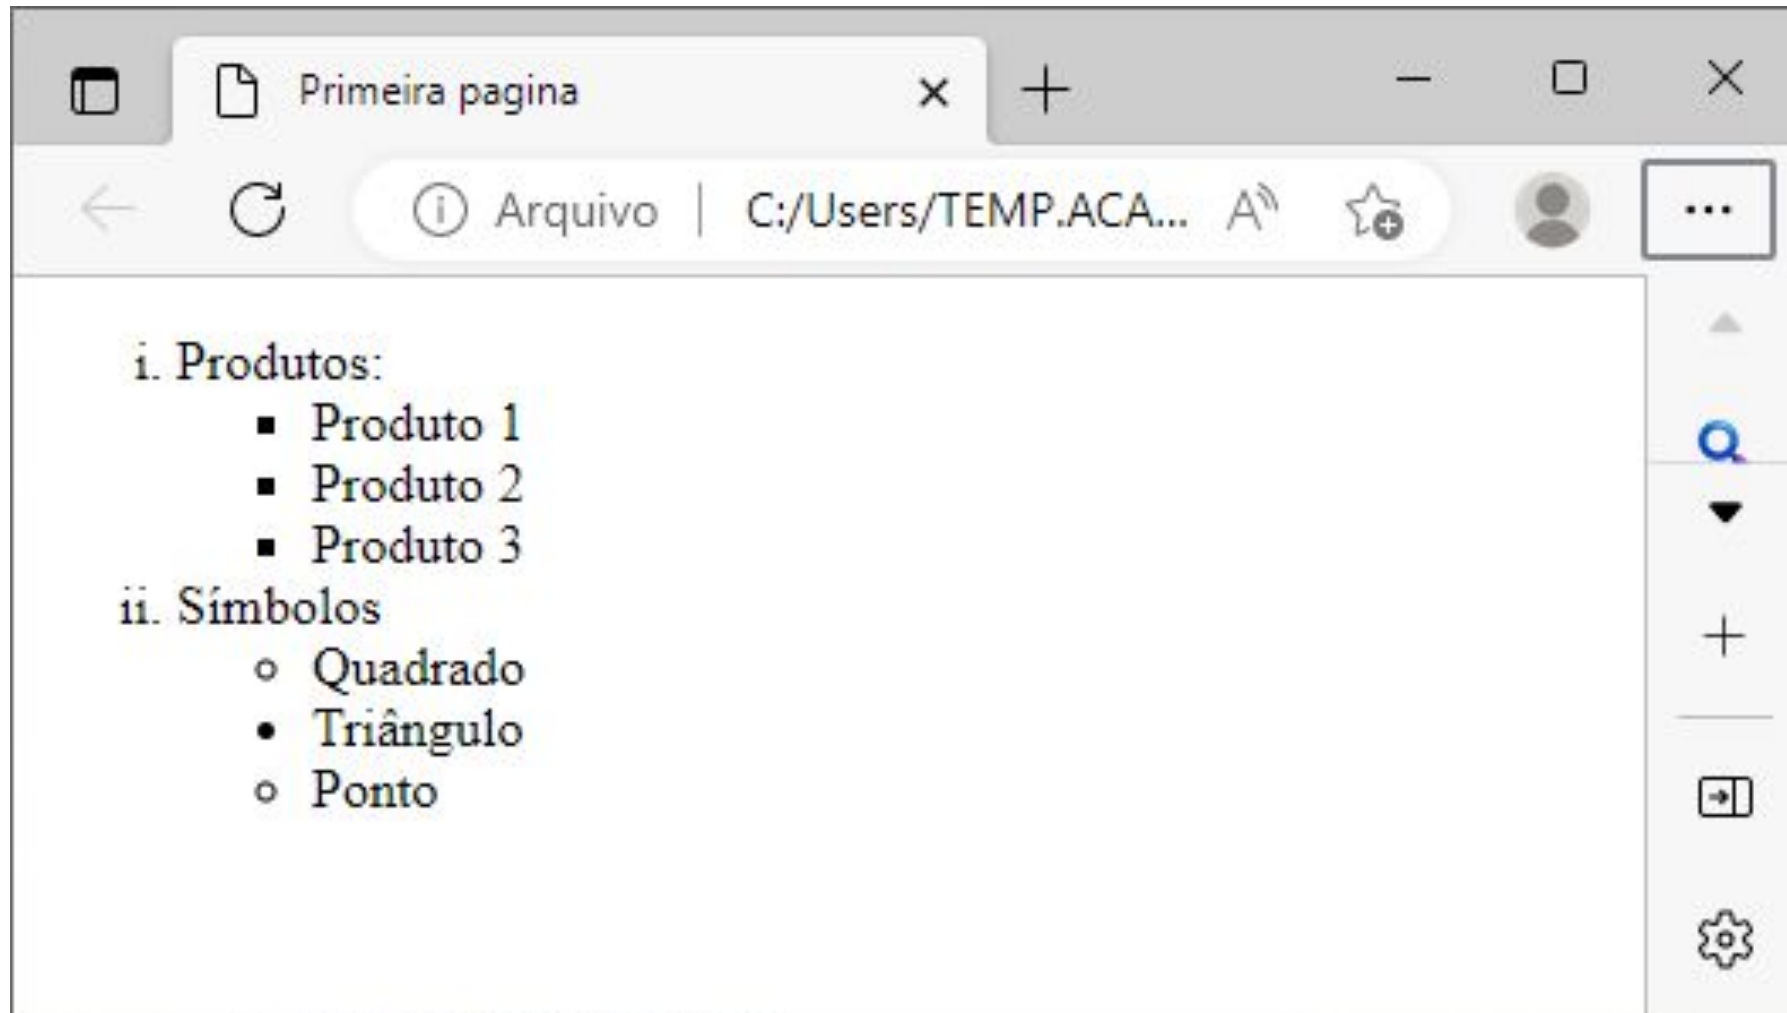 Primeira pagina
Arquivo | C:/Users/TEMP.ACA...
i. Produtos:
▪ Produto 1
▪ Produto 2
▪ Produto 3
ii. Símbolos
○ Quadrado
• Triângulo
○ Ponto